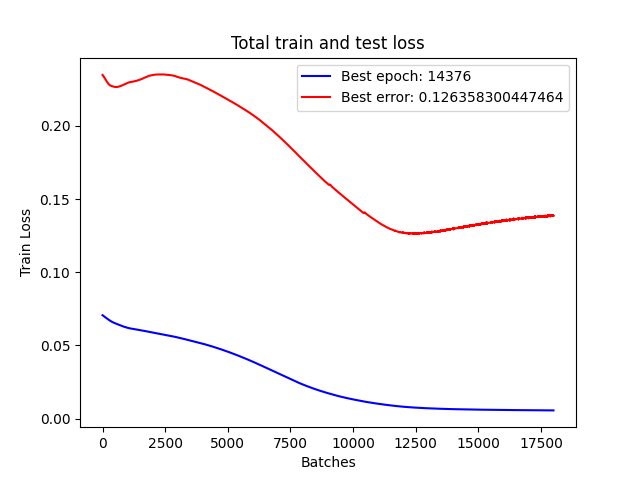 Total train and test loss
Best epoch: 14376
Best error: 0.126358300447464
Train Loss
0.20
0.15
0.10
0.05
0.00
0 2500 5000 7500 10000 12500 15000 17500
Batches